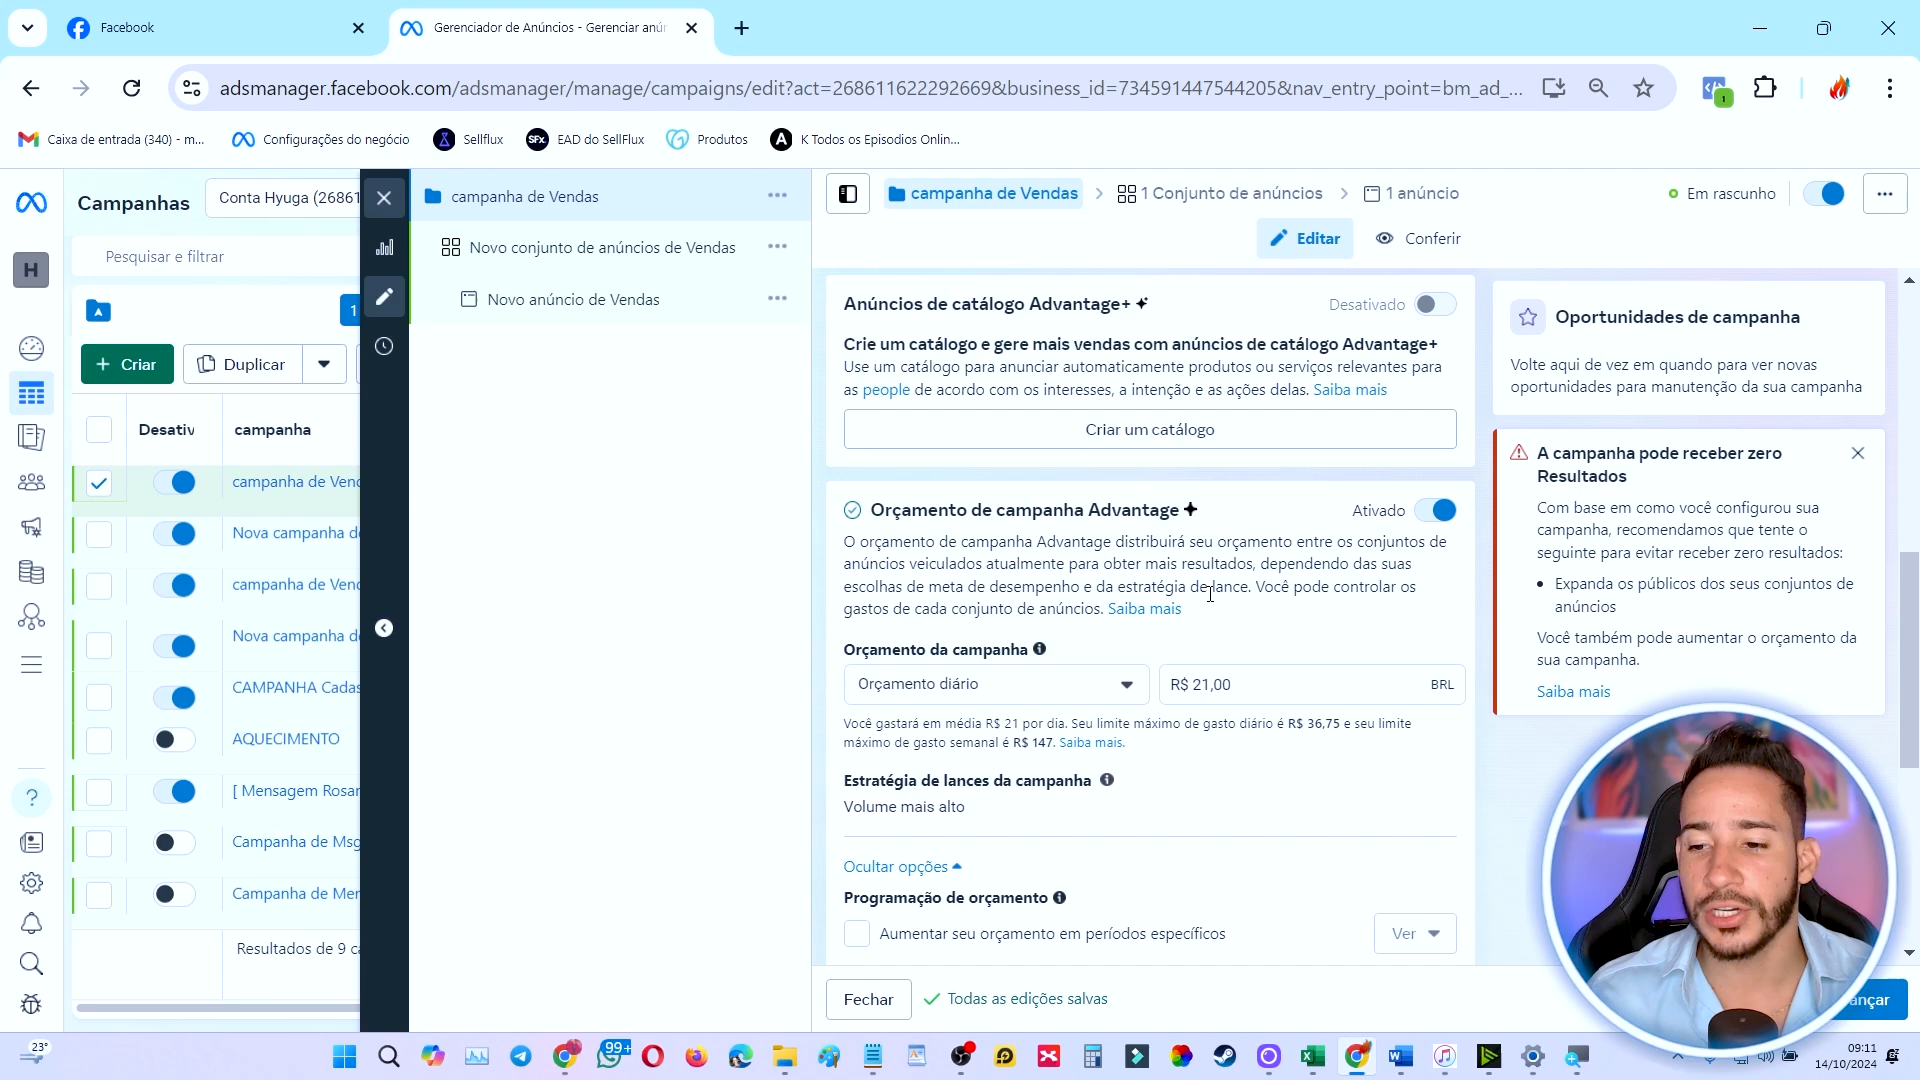 Facebook
Gerenciador de Anúncios - Gerenciar anún
adsmanager.facebook.com/adsmanager/manage/campaigns/edit?act=268611622292669&business_id=734591447544205&nav_entry_point=bm_ad_...
1
Caixa de entrada (340) - m...
Configurações do negócio
Sellflux
SFx
EAD do SellFlux
Produtos
A
K Todos os Episodios Onlin...
Campanhas
Conta Hyuga (26861
H
Pesquisar e filtrar
1
+ Criar
Duplicar
Desativ
campanha
campanha de Vend
Nova campanha d
campanha de Vend
Nova campanha d
CAMPANHA Cadas
AQUECIMENTO
[ Mensagem Rosar
Campanha de Msg
Campanha de Mer
Resultados de 9 ca
campanha de Vendas
Novo conjunto de anúncios de Vendas
Novo anúncio de Vendas
campanha de Vendas
1 Conjunto de anúncios
1 anúncio
Em rascunho
Editar
Conferir
Anúncios de catálogo Advantage+
Desativado
Crie um catálogo e gere mais vendas com anúncios de catálogo Advantage+
Use um catálogo para anunciar automaticamente produtos ou serviços relevantes para
as people de acordo com os interesses, a intenção e as ações delas. Saiba mais
Criar um catálogo
Orçamento de campanha Advantage
Ativado
O orçamento de campanha Advantage distribuirá seu orçamento entre os conjuntos de
anúncios veiculados atualmente para obter mais resultados, dependendo das suas
escolhas de meta de desempenho e da estratégia de lance. Você pode controlar os
gastos de cada conjunto de anúncios. Saiba mais
Orçamento da campanha
Orçamento diário
R$ 21,00
BRL
Você gastará em média R$ 21 por dia. Seu limite máximo de gasto diário é R$ 36,75 e seu limite
máximo de gasto semanal é R$ 147. Saiba mais.
Estratégia de lances da campanha
Volume mais alto
Ocultar opções
Programação de orçamento
Aumentar seu orçamento em períodos específicos
Ver
Fechar
Todas as edições salvas
ançar
Oportunidades de campanha
Volte aqui de vez em quando para ver novas
oportunidades para manutenção da sua campanha
A campanha pode receber zero
Resultados
Com base em como você configurou sua
campanha, recomendamos que tente o
seguinte para evitar receber zero resultados:
• Expanda os públicos dos seus conjuntos de
anúncios
Você também pode aumentar o orçamento da
sua campanha.
Saiba mais
23°
99+
09:11
14/10/2024